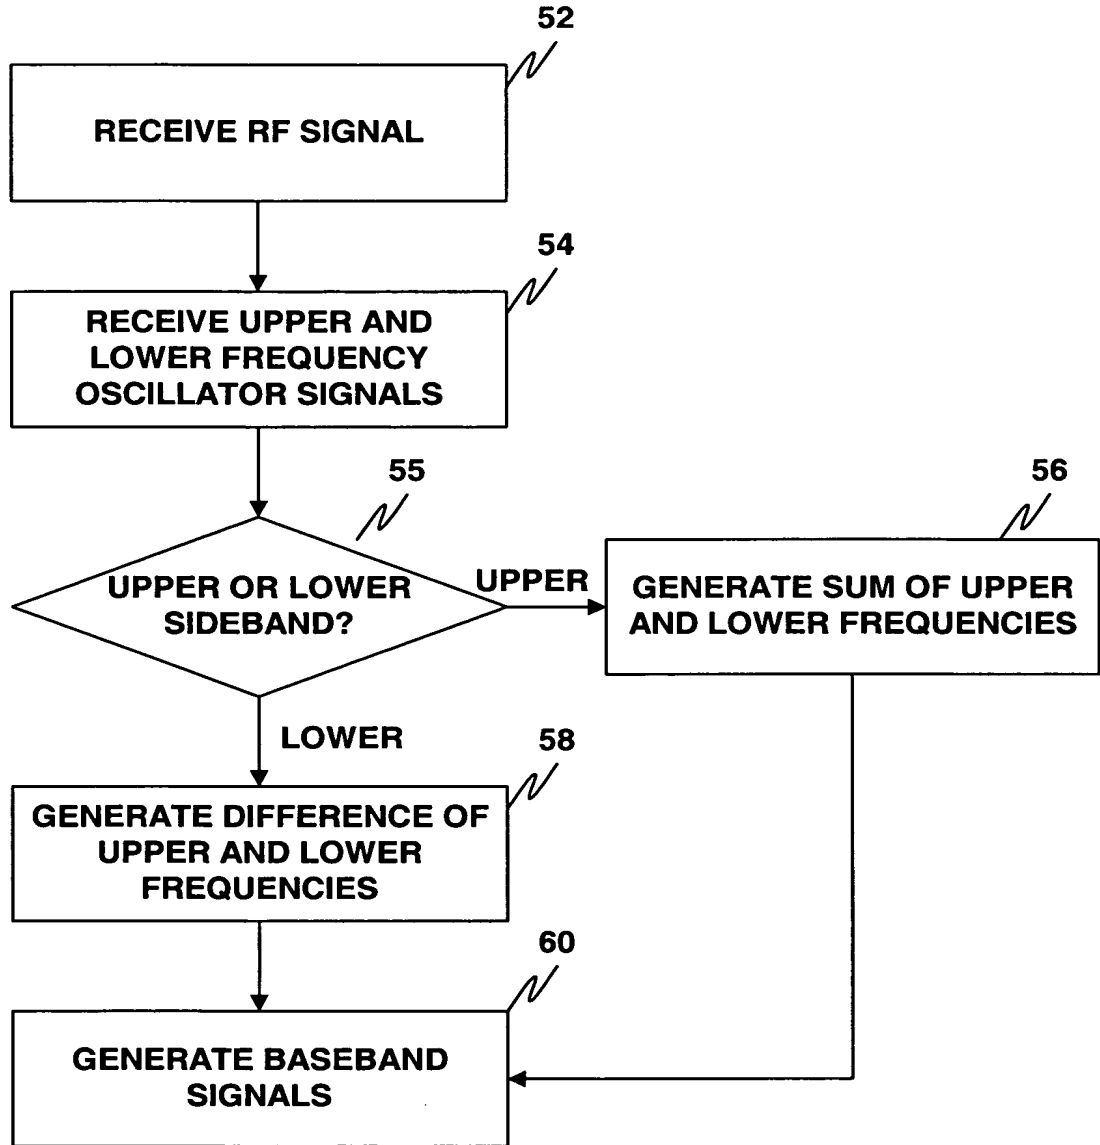 52
RECEIVE RF SIGNAL
54
RECEIVE UPPER AND
LOWER FREQUENCY
OSCILLATOR SIGNALS
55
UPPER OR LOWER
SIDEBAND?
UPPER
56
GENERATE SUM OF UPPER
AND LOWER FREQUENCIES
LOWER
58
GENERATE DIFFERENCE OF
UPPER AND LOWER
FREQUENCIES
60
GENERATE BASEBAND
SIGNALS